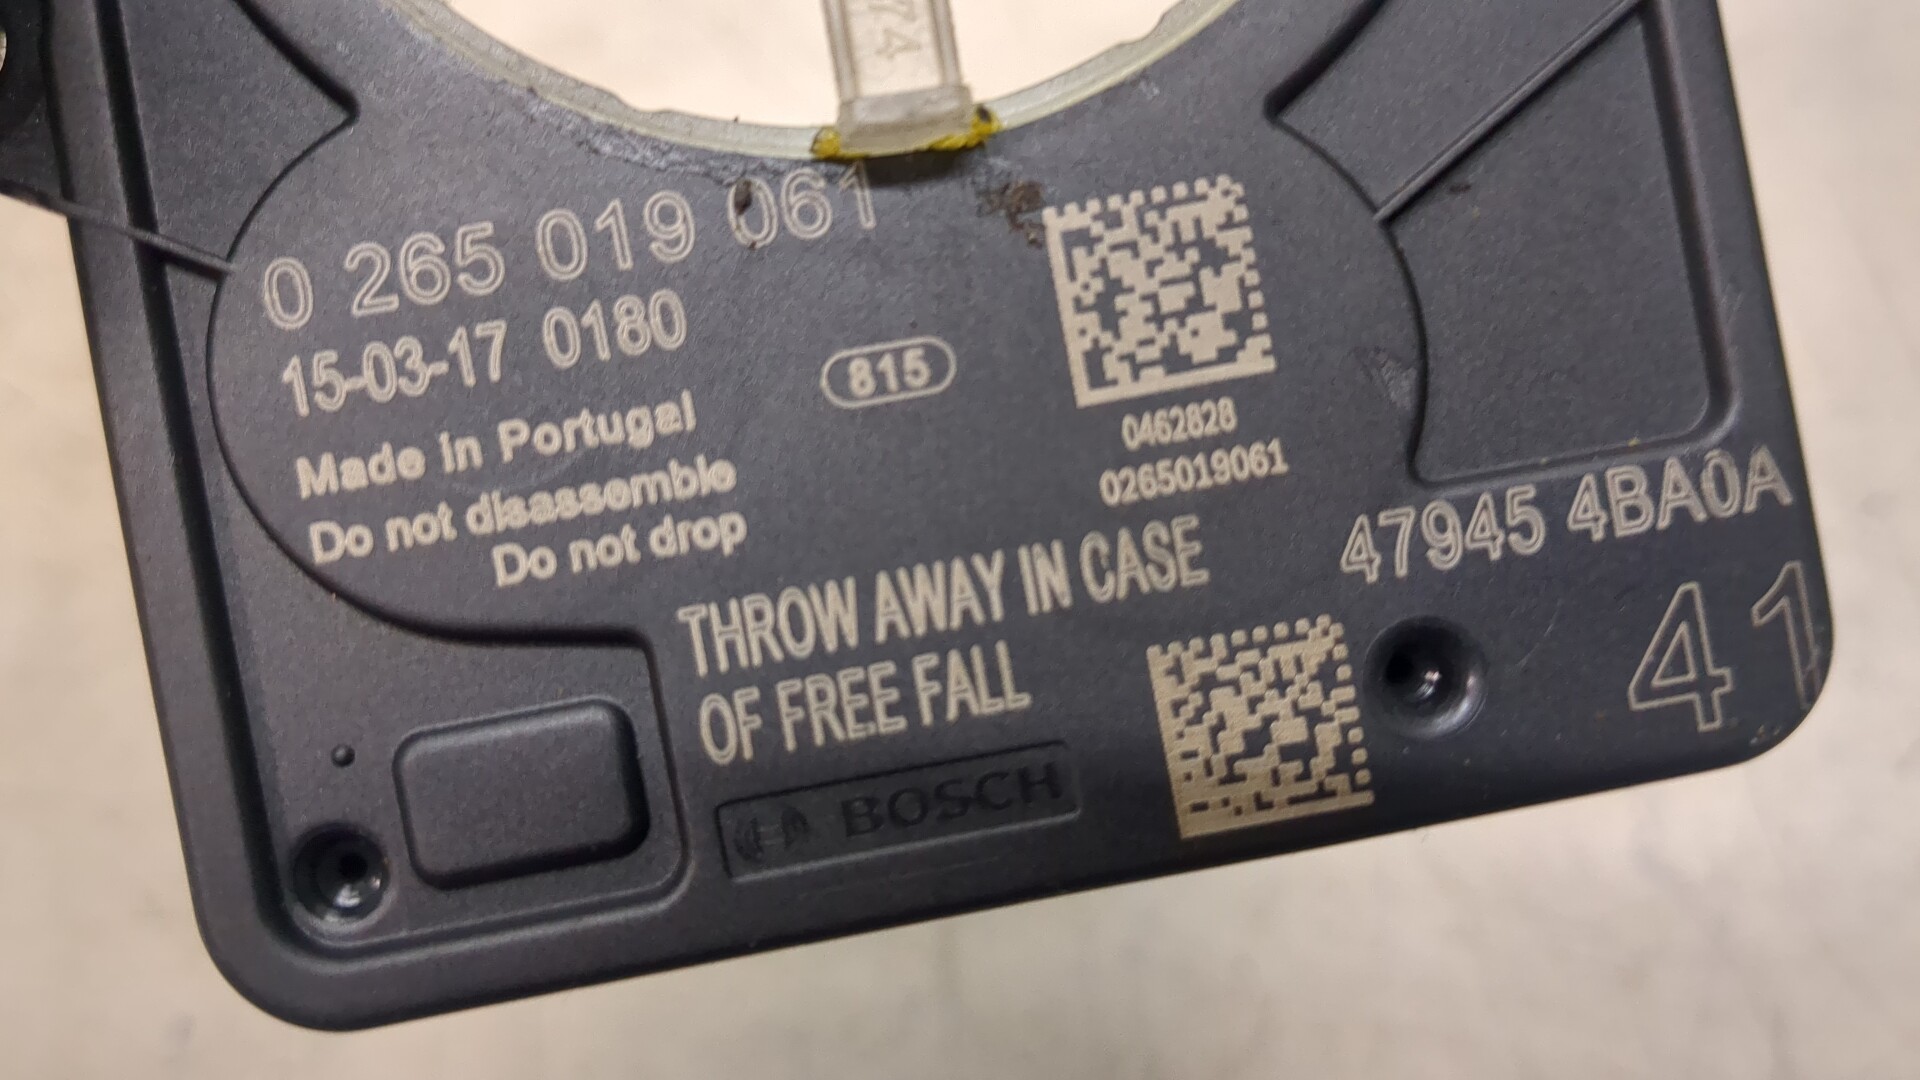 74
0 265 019 061
15-03-17 0180
815
Made in Portugal
Do not disassemble
Do not drop
0462828
0265019061
47945 4BA0A
41
THROW AWAY IN CASE
OF FREE FALL
BOSCH